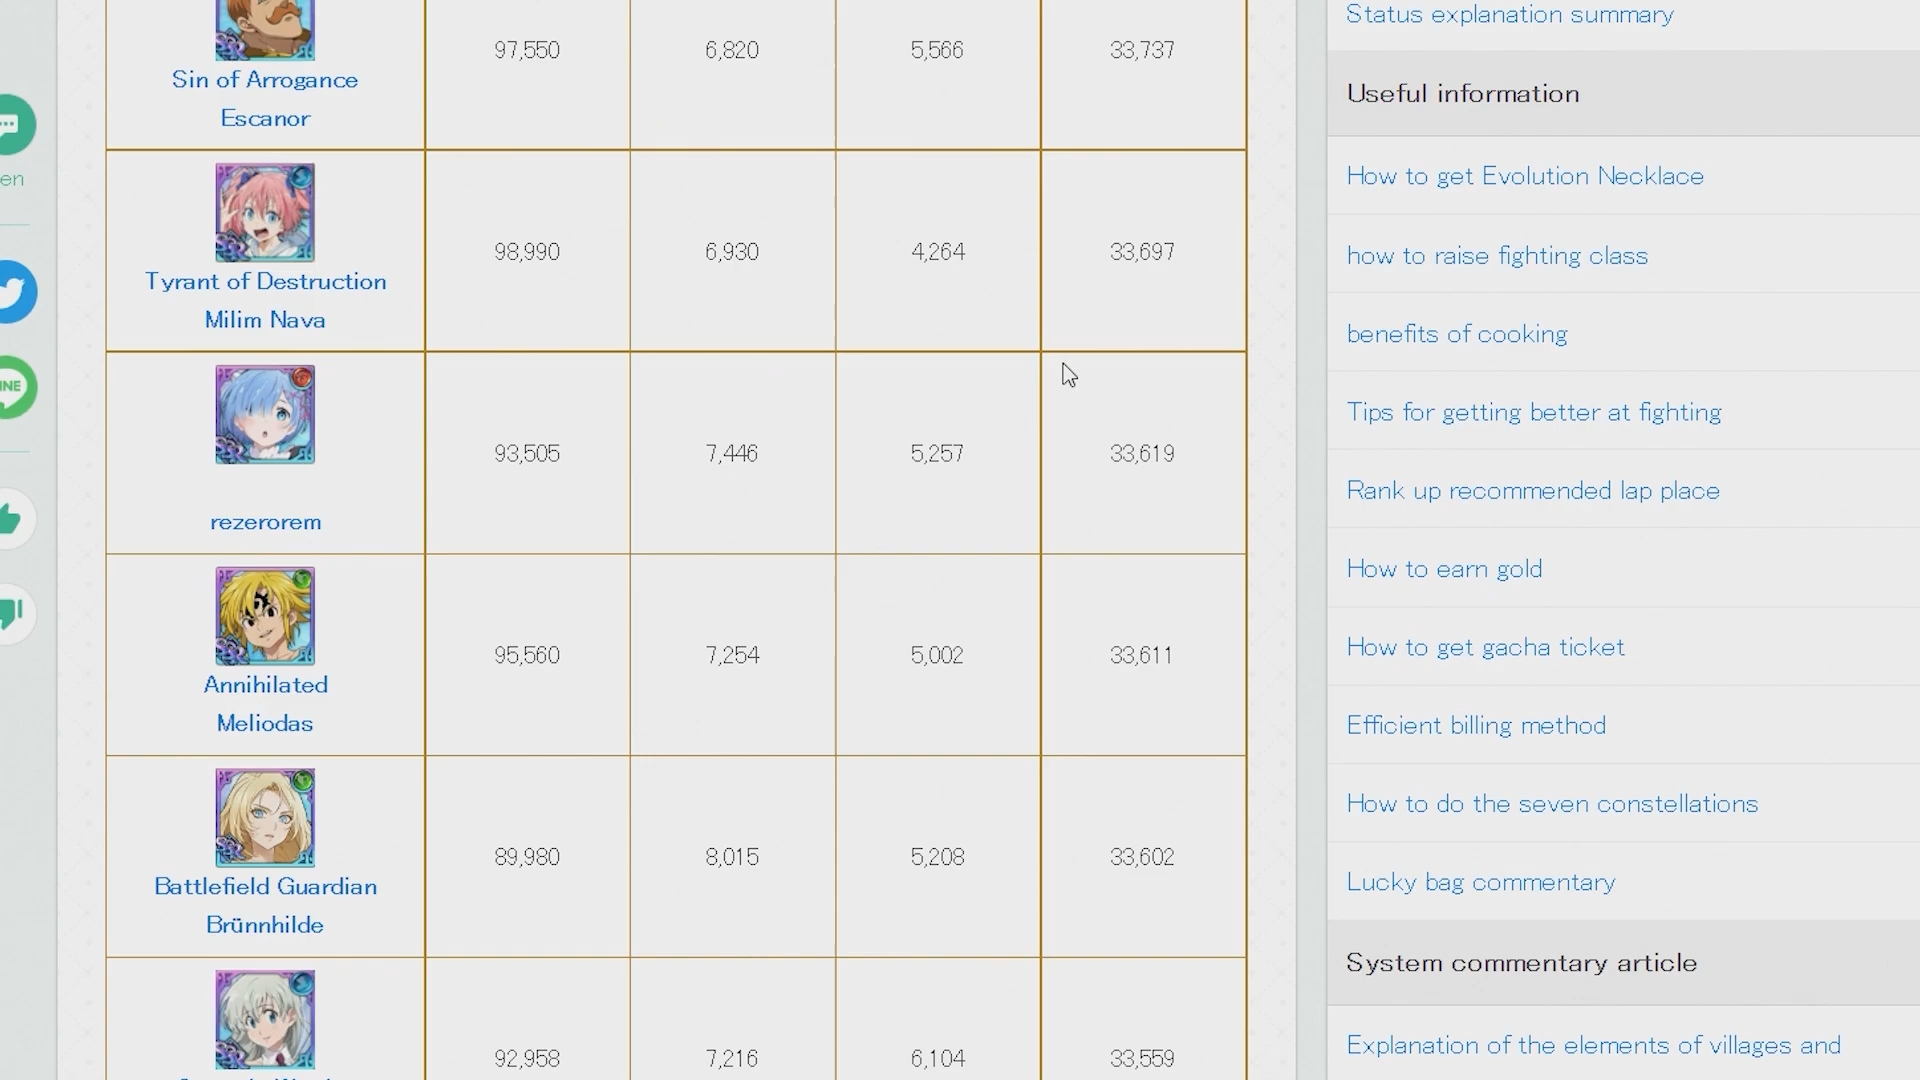 Sin of Arrogance
Escanor
97,550
6,820
5,566
33,737
Tyrant of Destruction
Milim Nava
98,990
6,930
4,264
33,697
rezerorem
93,505
7,446
5,257
33,619
Annihilated
Meliodas
95,560
7,254
5,002
33,611
Battlefield Guardian
Brünnhilde
89,980
8,015
5,208
33,602
92,958
7,216
6,104
33,559
en
INE
Status explanation summary
Useful information
How to get Evolution Necklace
how to raise fighting class
benefits of cooking
Tips for getting better at fighting
Rank up recommended lap place
How to earn gold
How to get gacha ticket
Efficient billing method
How to do the seven constellations
Lucky bag commentary
System commentary article
Explanation of the elements of villages and